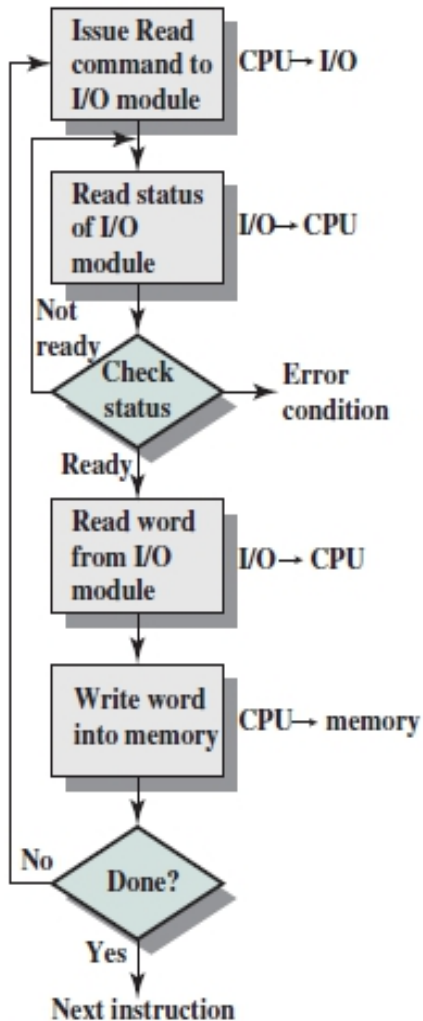 Issue Read
command to
I/O module
CPU→ I/O
Read status
of I/O
module
I/O→ CPU
Not
ready
Check
status
Error
condition
Ready
Read word
from I/O
module
I/O→ CPU
Write word
into memory
CPU→ memory
No
Done?
Yes
Next instruction